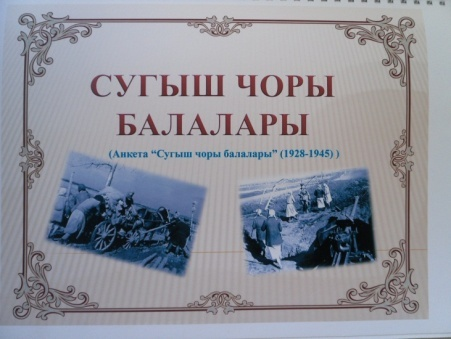 СУГЫШ ЧОРЫ
БАЛАЛАРЫ
(Анкета “Сугыш чоры балалары” (1928-1945) )